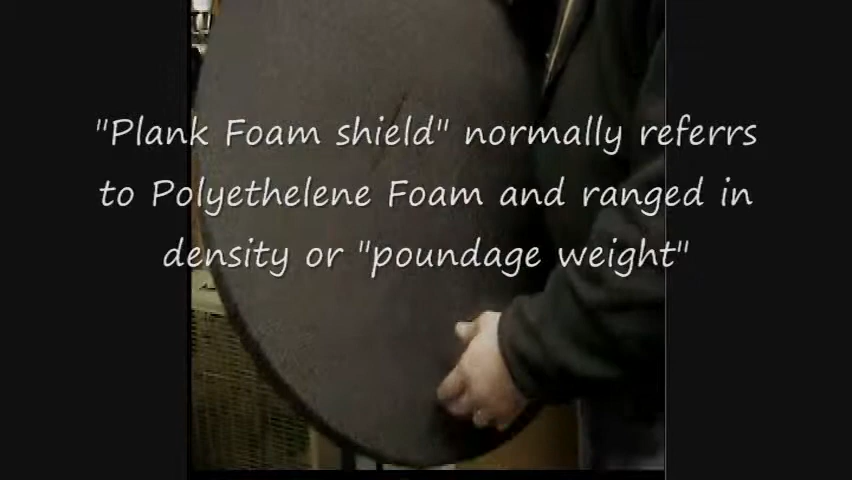 "Plank Foam shield" normally referrs
to Polyethelene Foam and ranged in
density or "poundage weight"